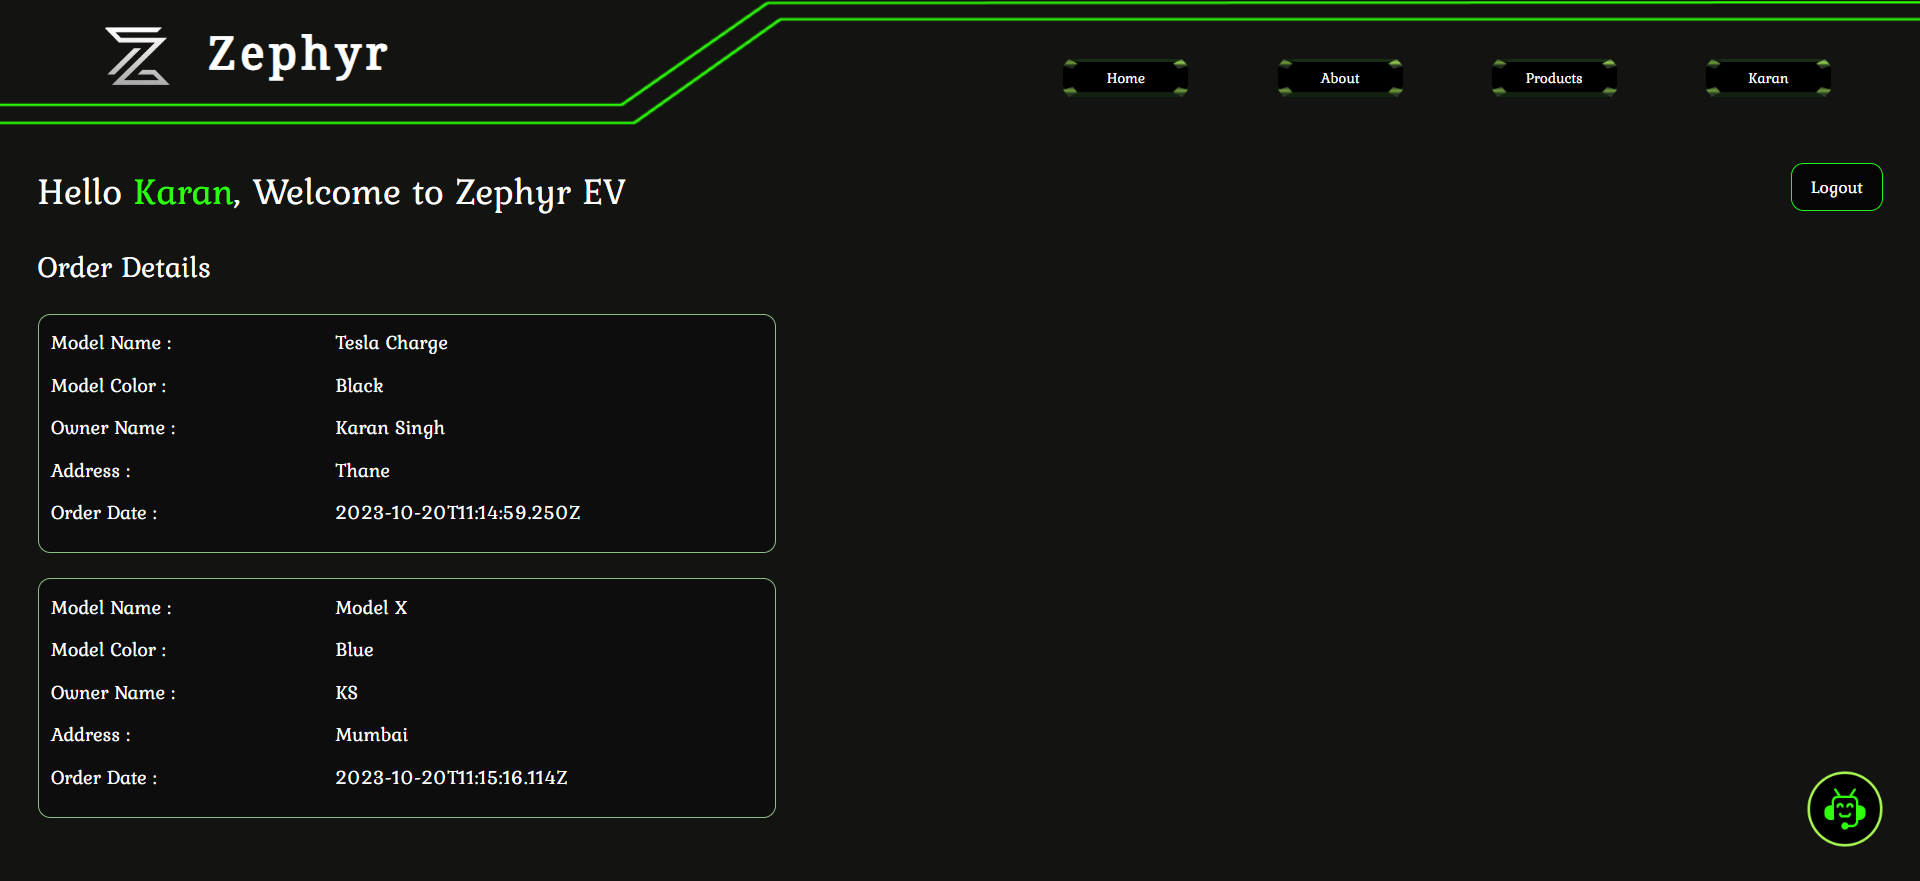 Zephyr
Home About Products Karan
Hello Karan, Welcome to Zephyr EV
Logout
Order Details
Model Name : Tesla Charge
Model Color : Black
Owner Name : Karan Singh
Address : Thane
Order Date : 2023-10-20T11:14:59.250Z
Model Name : Model X
Model Color : Blue
Owner Name : KS
Address : Mumbai
Order Date : 2023-10-20T11:15:16.114Z